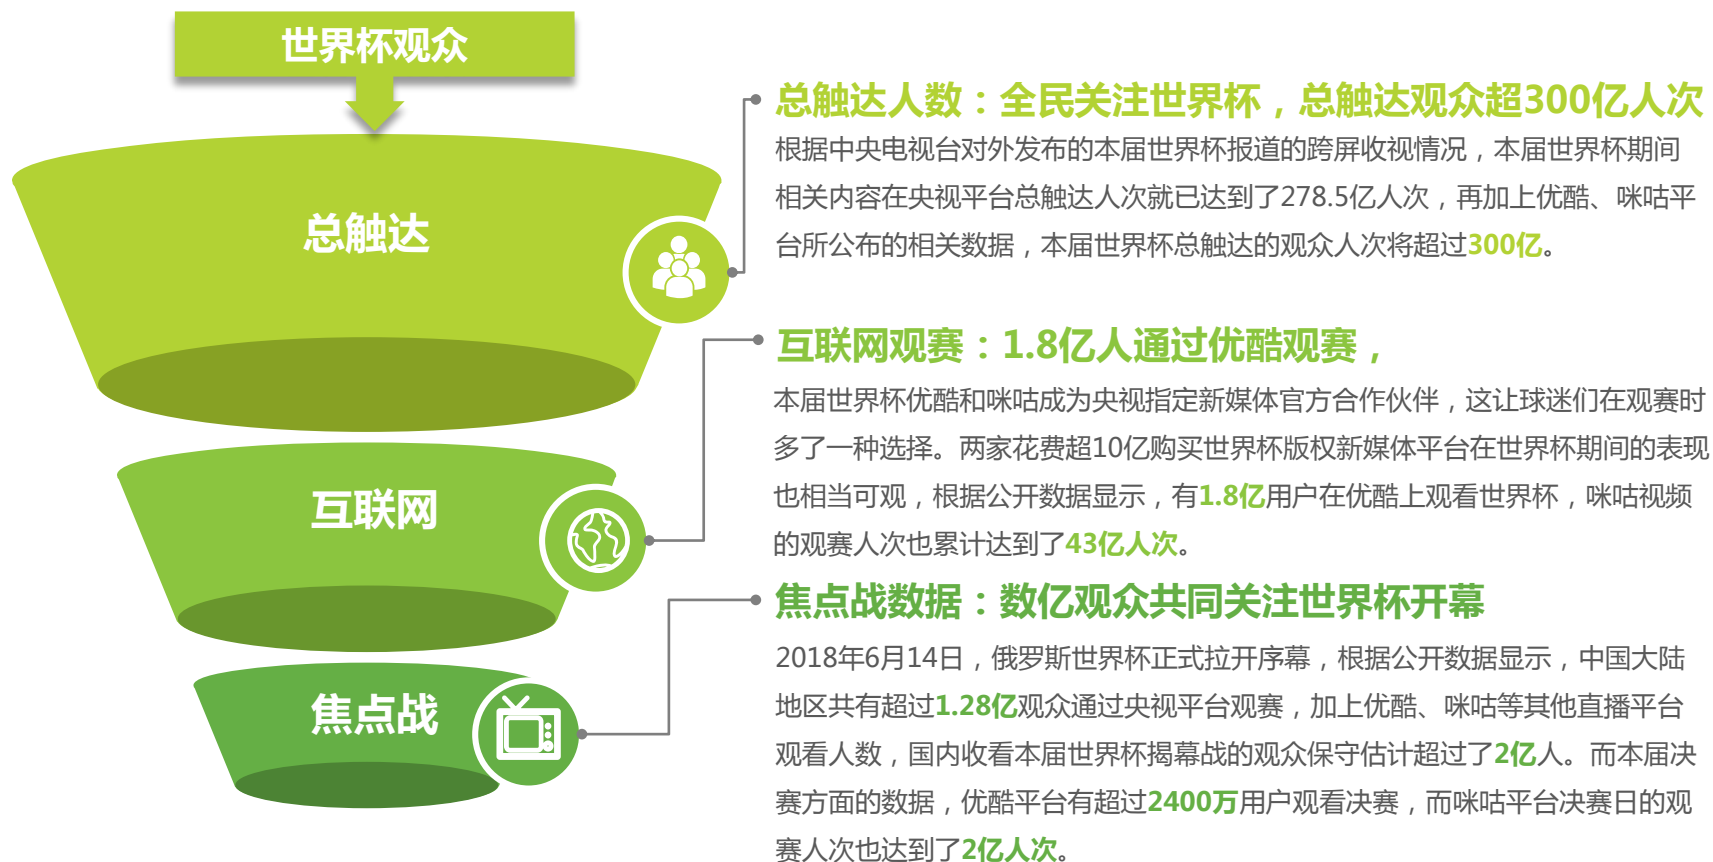 世界杯观众
总触达
互联网
焦点战
总触达人数：全民关注世界杯，总触达观众超300亿人次
根据中央电视台对外发布的本届世界杯报道的跨屏收视情况，本届世界杯期间
相关内容在央视平台总触达人次就已达到了278.5亿人次，再加上优酷、咪咕平
台所公布的相关数据，本届世界杯总触达的观众人次将超过300亿。
互联网观赛：1.8亿人通过优酷观赛，
本届世界杯优酷和咪咕成为央视指定新媒体官方合作伙伴，这让球迷们在观赛时
多了一种选择。两家花费超10亿购买世界杯版权新媒体平台在世界杯期间的表现
也相当可观，根据公开数据显示，有1.8亿用户在优酷上观看世界杯，咪咕视频
的观赛人次也累计达到了43亿人次。
焦点战数据：数亿观众共同关注世界杯开幕
2018年6月14日，俄罗斯世界杯正式拉开序幕，根据公开数据显示，中国大陆
地区共有超过1.28亿观众通过央视平台观赛，加上优酷、咪咕等其他直播平台
观看人数，国内收看本届世界杯揭幕战的观众保守估计超过了2亿人。而本届决
赛方面的数据，优酷平台有超过2400万用户观看决赛，而咪咕平台决赛日的观
赛人次也达到了2亿人次。